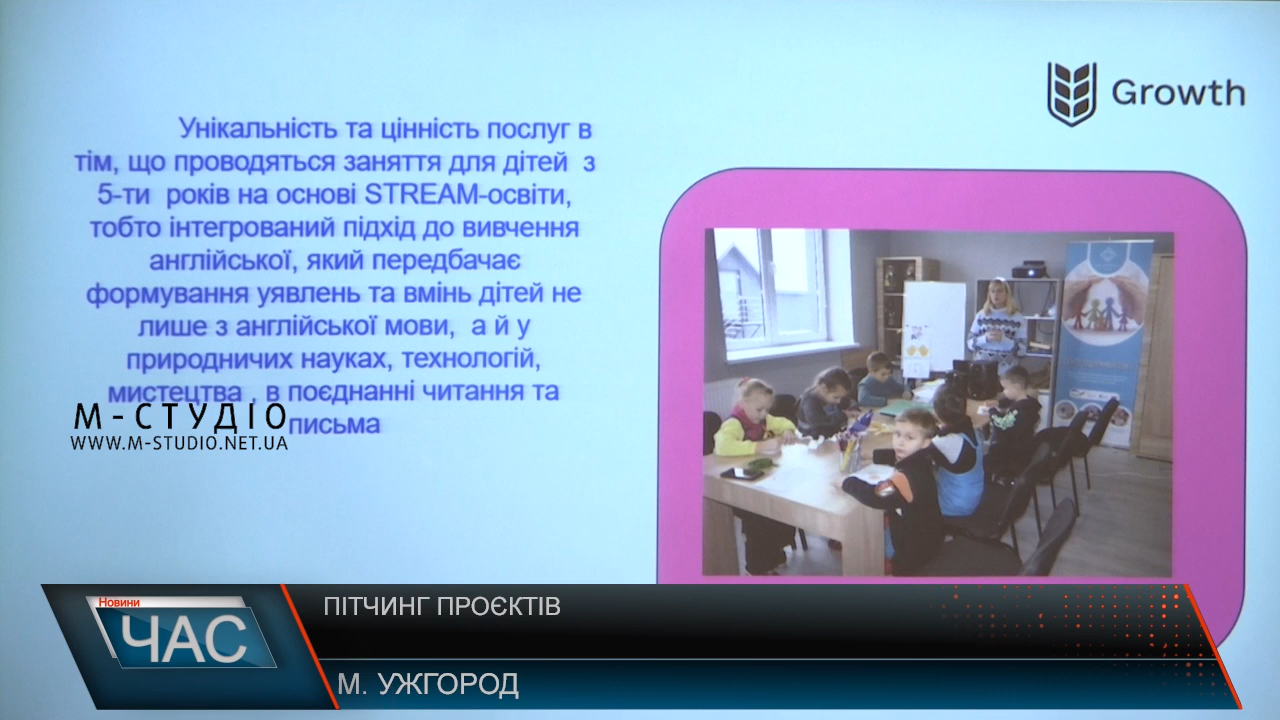 Growth
Унікальність та цінність послуг в
тім, що проводяться заняття для дітей з
5-ти років на основі STREAM-освіти,
тобто інтегрований підхід до вивчення
англійської, який передбачає
формування уявлень та вмінь дітей не
лише з англійської мови, а й у
природничих науках, технологій,
мистецтва , в поєднанні читання та
письма
М-СТУДІО
WWW.M-STUDIO.NET.UA
Новини
ЧАС
ПІТЧИНГ ПРОЄКТІВ
М. УЖГОРОД